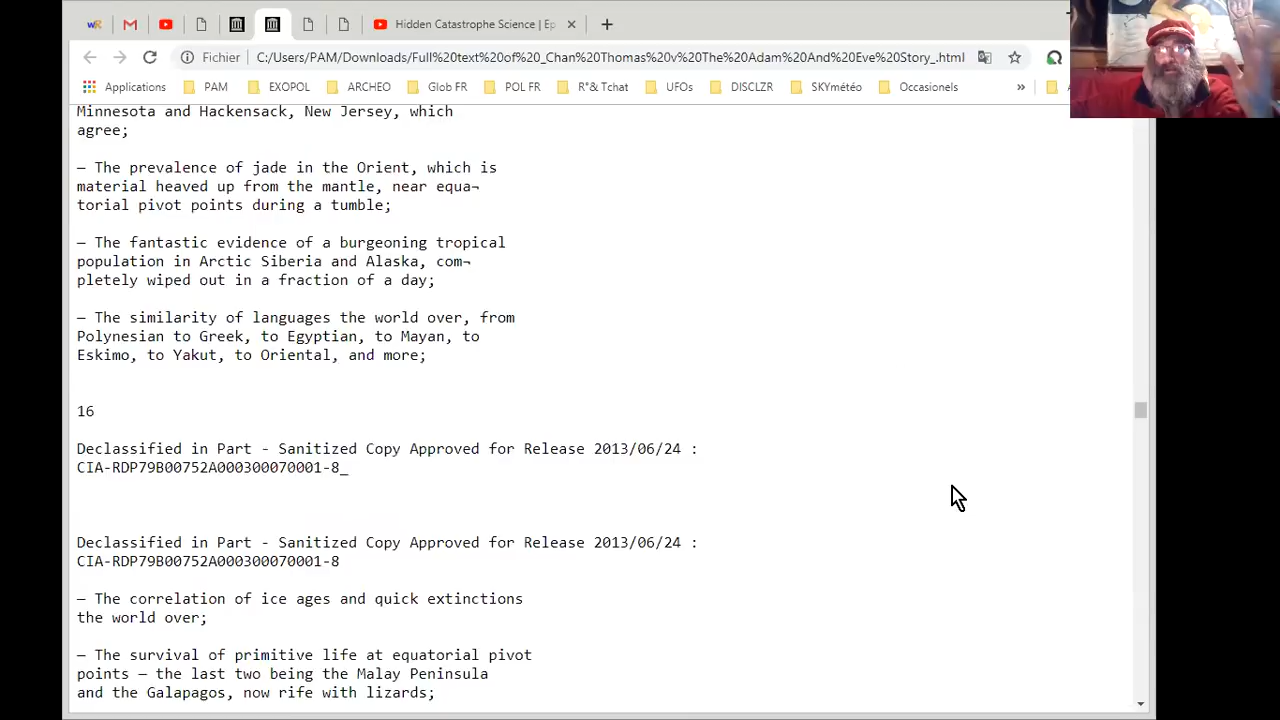 Hidden Catastrophe Science | Ep
Fichier
C:/Users/PAM/Downloads/Full%20text%20of%20_Chan%20Thomas%20v%20The%20Adam%20And%20Eve%20Story_.html
Applications PAM EXOPOL ARCHEO Glob FR POL FR R°& Tchat UFOs DISCLZR SKYmétéo Occasionels »
Minnesota and Hackensack, New Jersey, which
agree;
— The prevalence of jade in the Orient, which is
material heaved up from the mantle, near equa¬
torial pivot points during a tumble;
— The fantastic evidence of a burgeoning tropical
population in Arctic Siberia and Alaska, com¬
pletely wiped out in a fraction of a day;
— The similarity of languages the world over, from
Polynesian to Greek, to Egyptian, to Mayan, to
Eskimo, to Yakut, to Oriental, and more;
16
Declassified in Part - Sanitized Copy Approved for Release 2013/06/24 :
CIA-RDP79B00752A000300070001-8_
Declassified in Part - Sanitized Copy Approved for Release 2013/06/24 :
CIA-RDP79B00752A000300070001-8
— The correlation of ice ages and quick extinctions
the world over;
— The survival of primitive life at equatorial pivot
points — the last two being the Malay Peninsula
and the Galapagos, now rife with lizards;